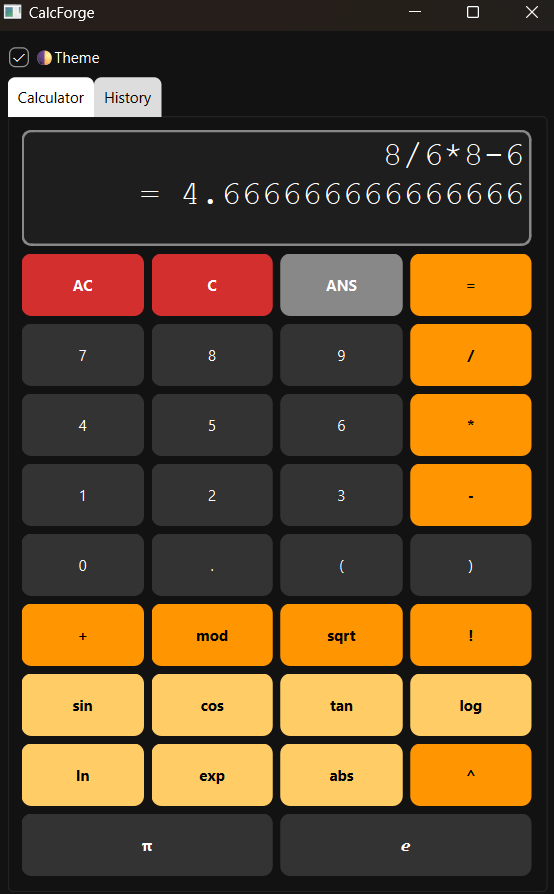 CalcForge
Theme
Calculator History
8/6*8-6
= 4.666666666666666
AC C ANS =
7 8 9 /
4 5 6 *
1 2 3 -
0 . ( )
+ mod sqrt !
sin cos tan log
ln exp abs ^
π e